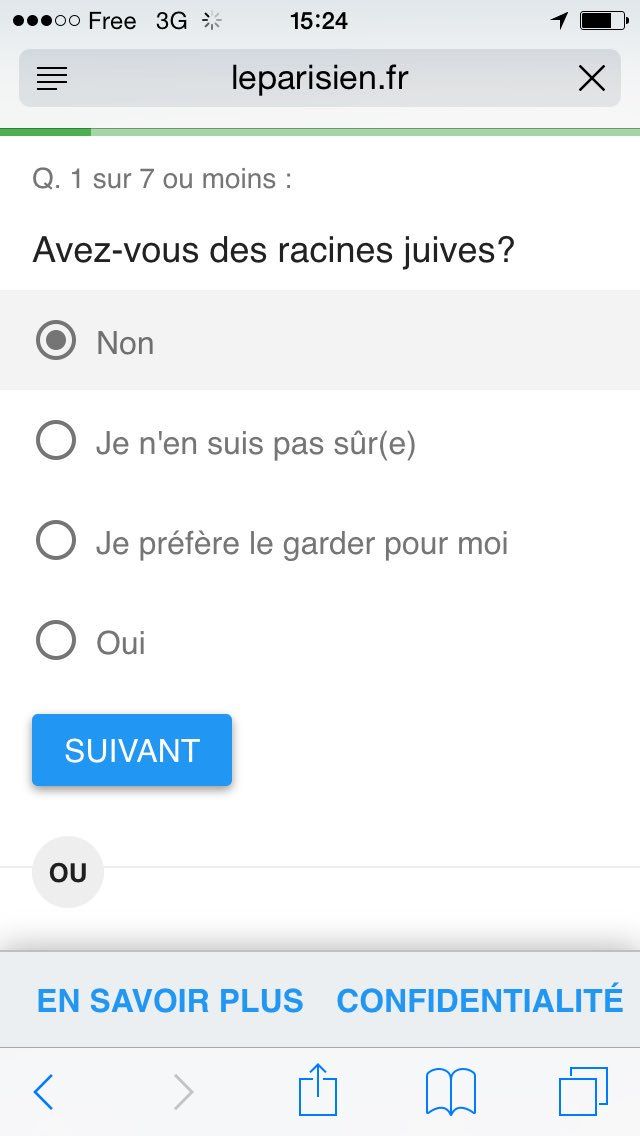 Free 3G 15:24
leparisien.fr
Q. 1 sur 7 ou moins :
Avez-vous des racines juives?
Non
Je n'en suis pas sûr(e)
Je préfère le garder pour moi
Oui
SUIVANT
OU
EN SAVOIR PLUS CONFIDENTIALITÉ